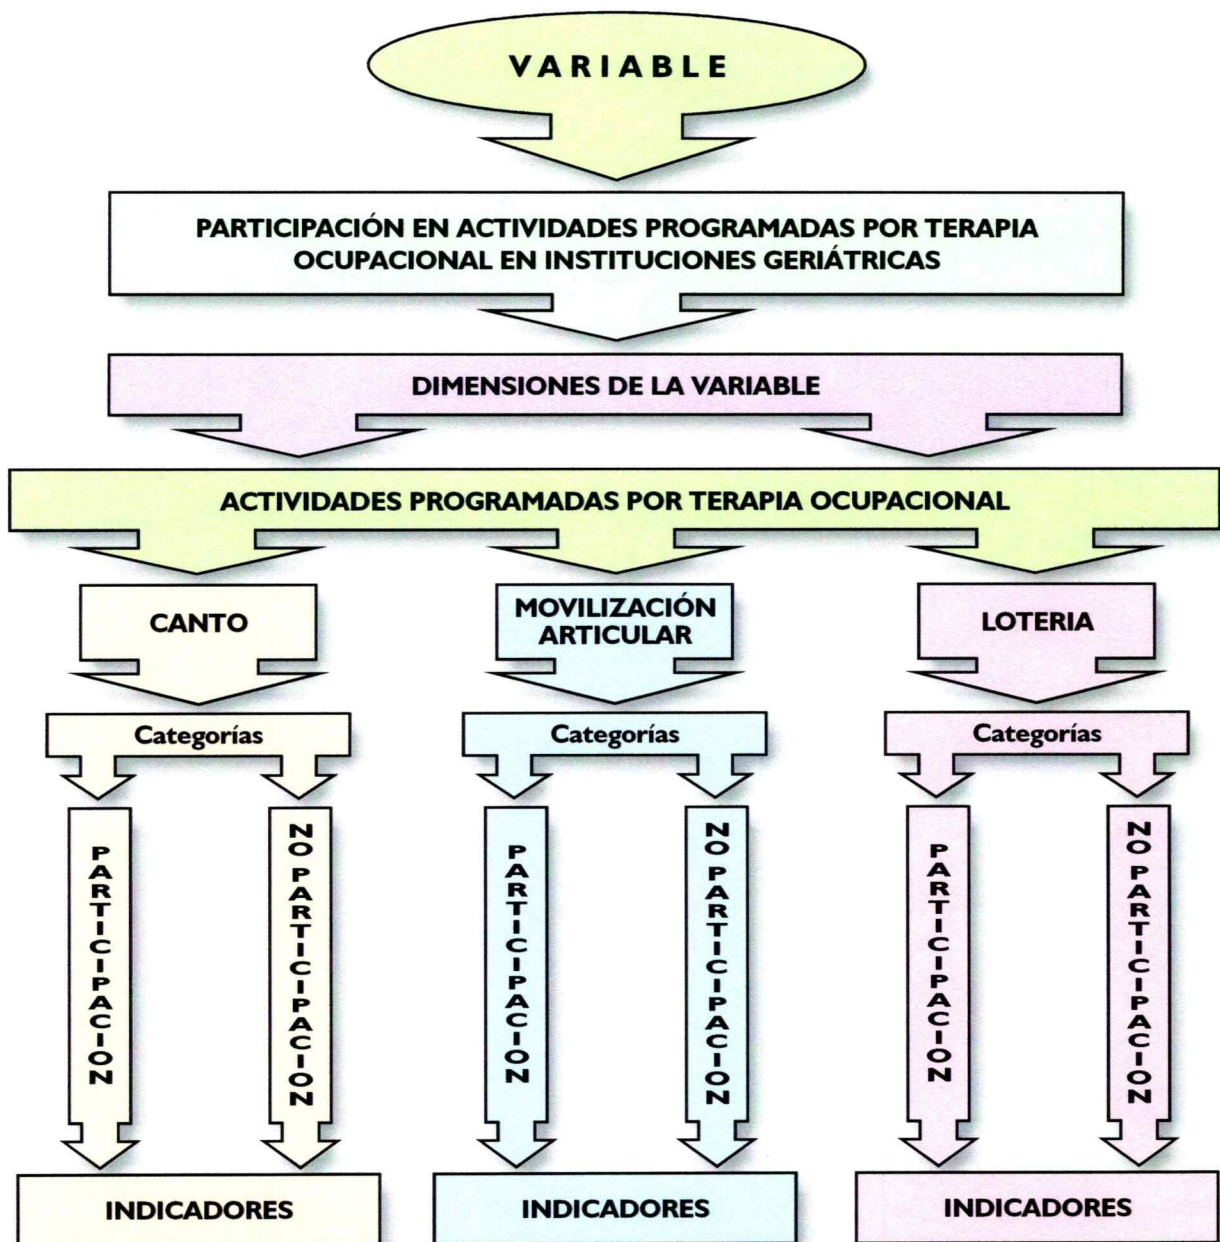 VARIABLE
PARTICIPACIÓN EN ACTIVIDADES PROGRAMADAS POR TERAPIA
OCUPACIONAL EN INSTITUCIONES GERIÁTRICAS
DIMENSIONES DE LA VARIABLE
ACTIVIDADES PROGRAMADAS POR TERAPIA OCUPACIONAL
CANTO
MOVILIZACIÓN
ARTICULAR
LOTERIA
Categorías
Categorías
Categorías
PARTICIPACION
NO PARTICIPACION
PARTICIPACION
NO PARTICIPACION
PARTICIPACION
NO PARTICIPACION
INDICADORES
INDICADORES
INDICADORES